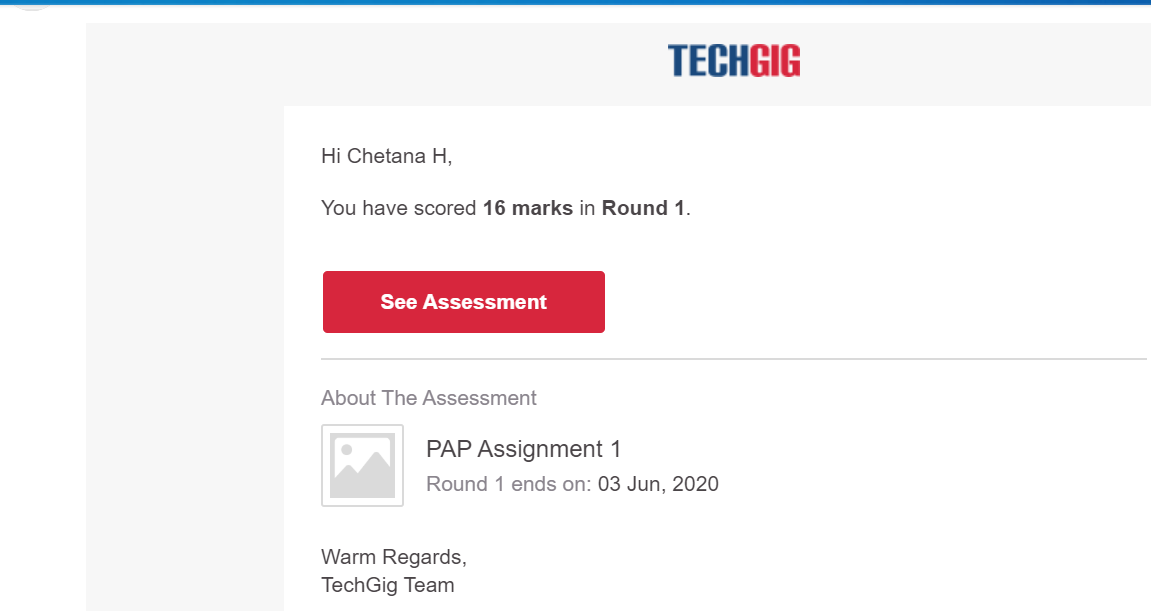 TECHGIG
Hi Chetana H,
You have scored 16 marks in Round 1.
See Assessment
About The Assessment
PAP Assignment 1
Round 1 ends on: 03 Jun, 2020
Warm Regards,
TechGig Team